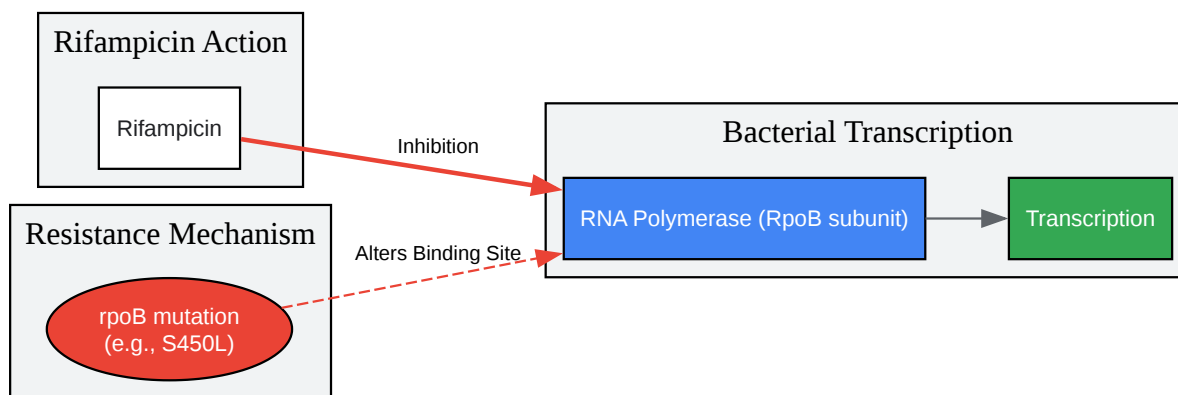 Rifampicin Action
Rifampicin
Inhibition
Bacterial Transcription
RNA Polymerase (RpoB subunit)
Transcription
Resistance Mechanism
Alters Binding Site
rpoB mutation
(e.g., S450L)